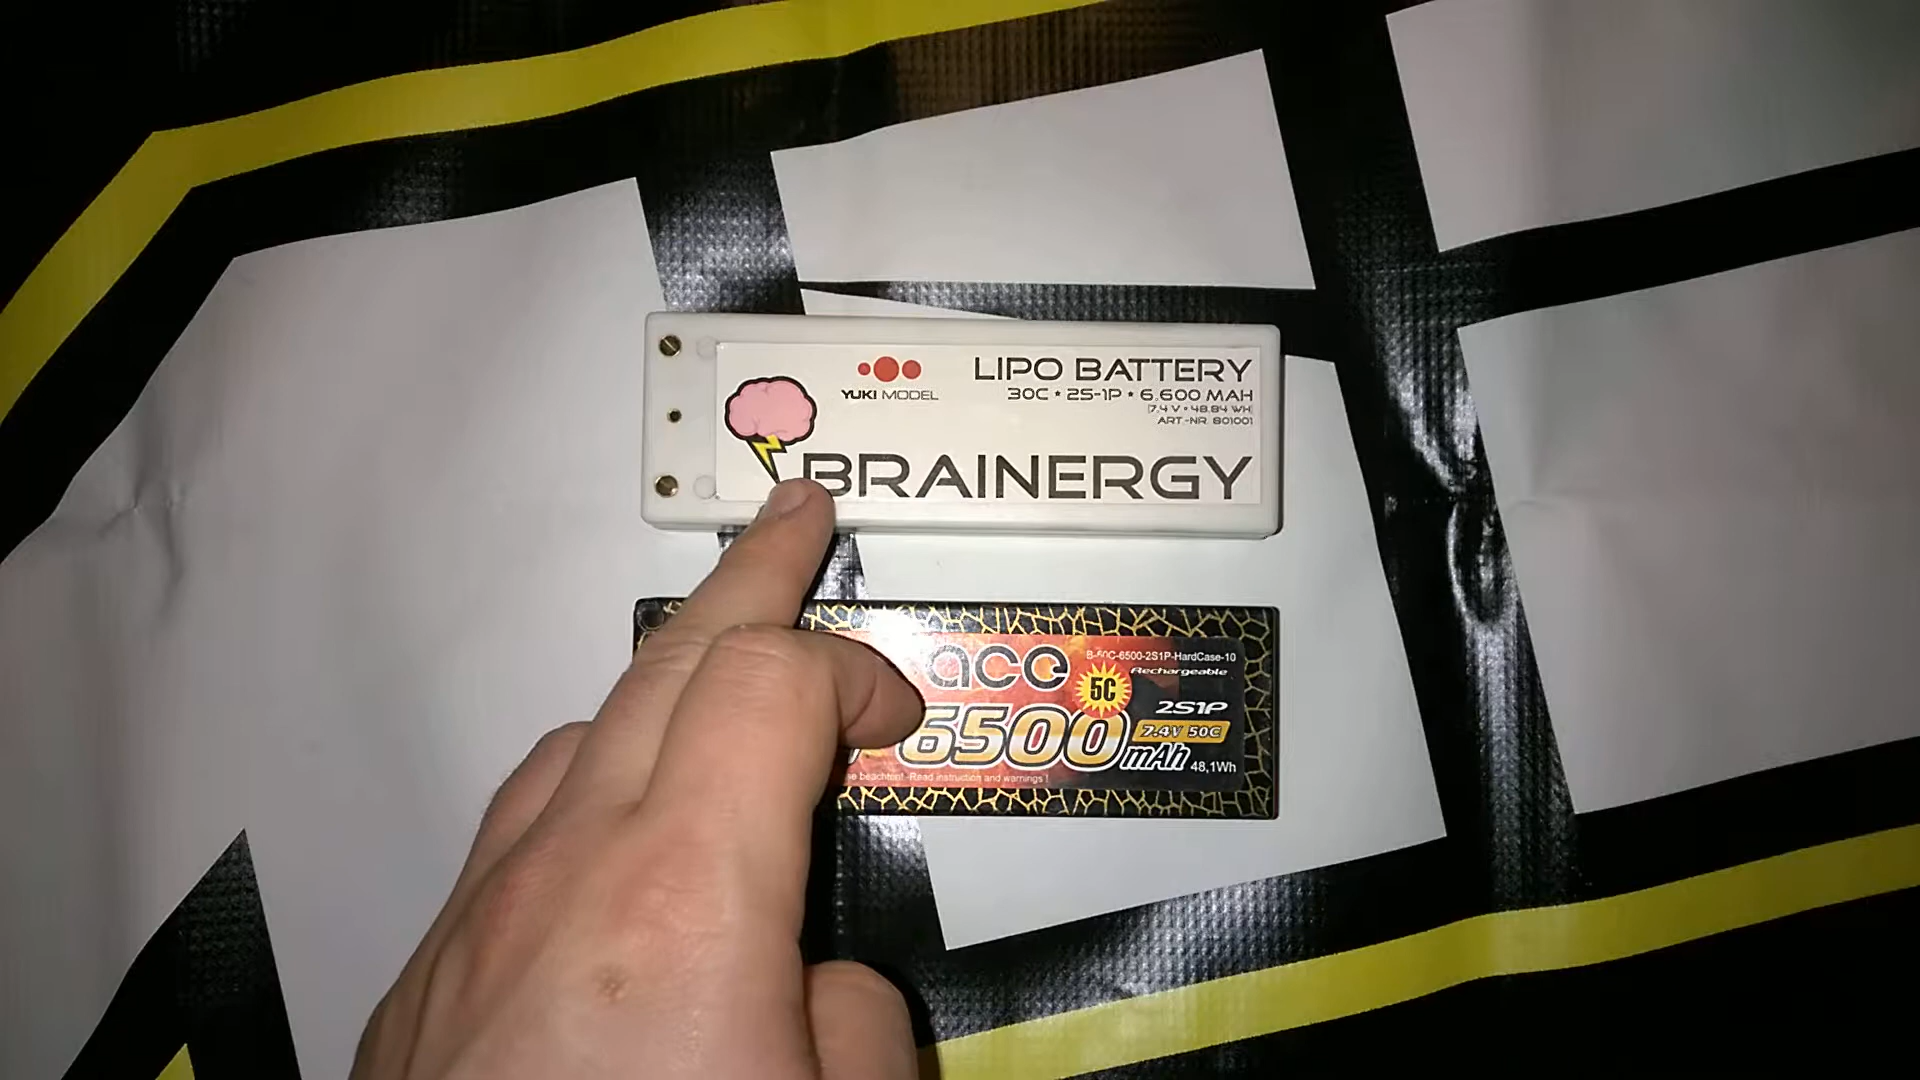 LIPO BATTERY
YUKI MODEL
30C * 2S-1P * 6.600 MAH
[7,4 V * 48,84 WH]
ART.-NR. 801001
BRAINERGY
ace
B-50C-6500-2S1P-HardCase-10
Rechargeable
5C
2S1P
6500mAh
7.4V 50C
48,1Wh
beachten! -Read instruction and warnings !